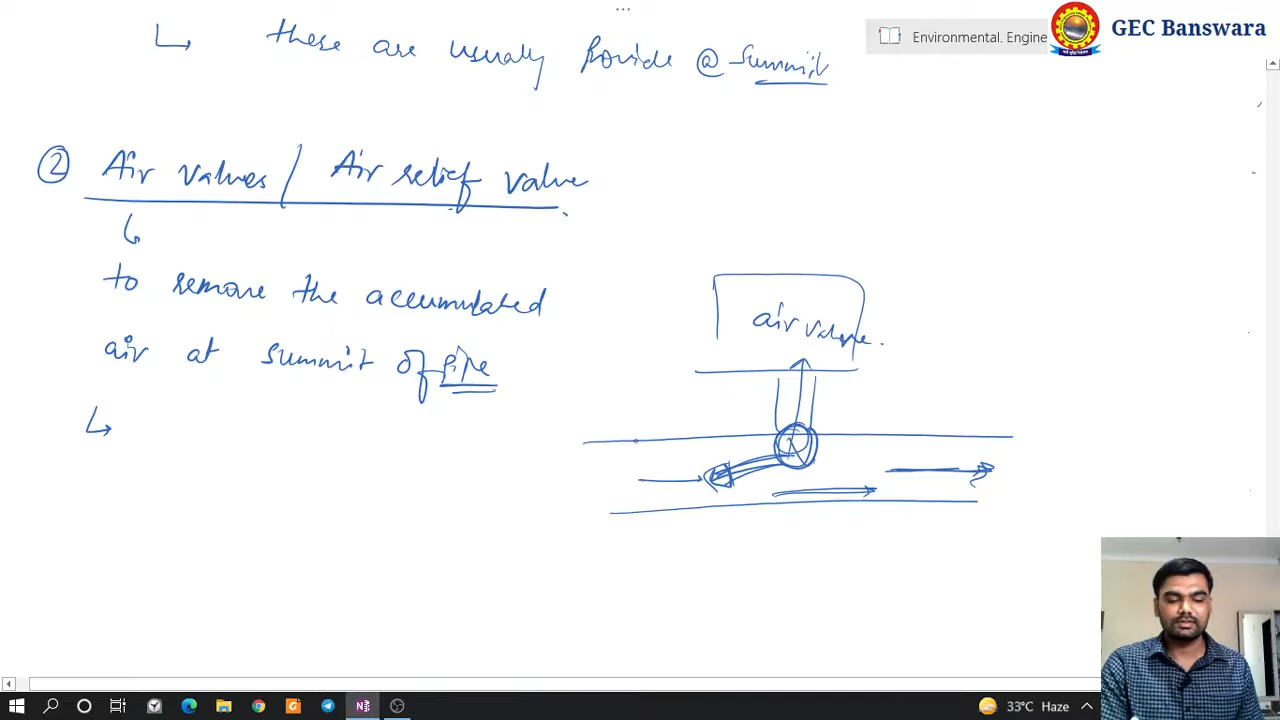 these are usually Provide @ Summit
Environmental. Engine
GEC Banswara
② Air valves / Air relief valve
to remove the accumulated
air at summit of pipe
air valve.
33°C Haze